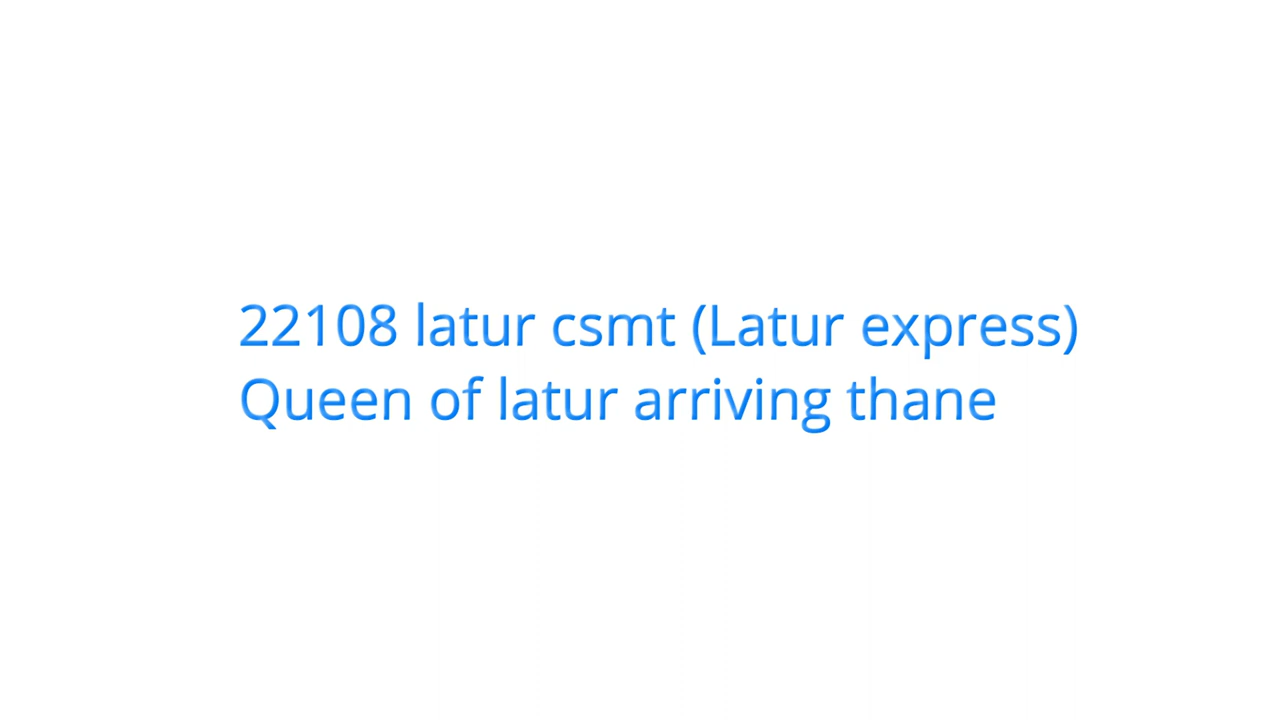 22108 latur csmt (Latur express)
Queen of latur arriving thane